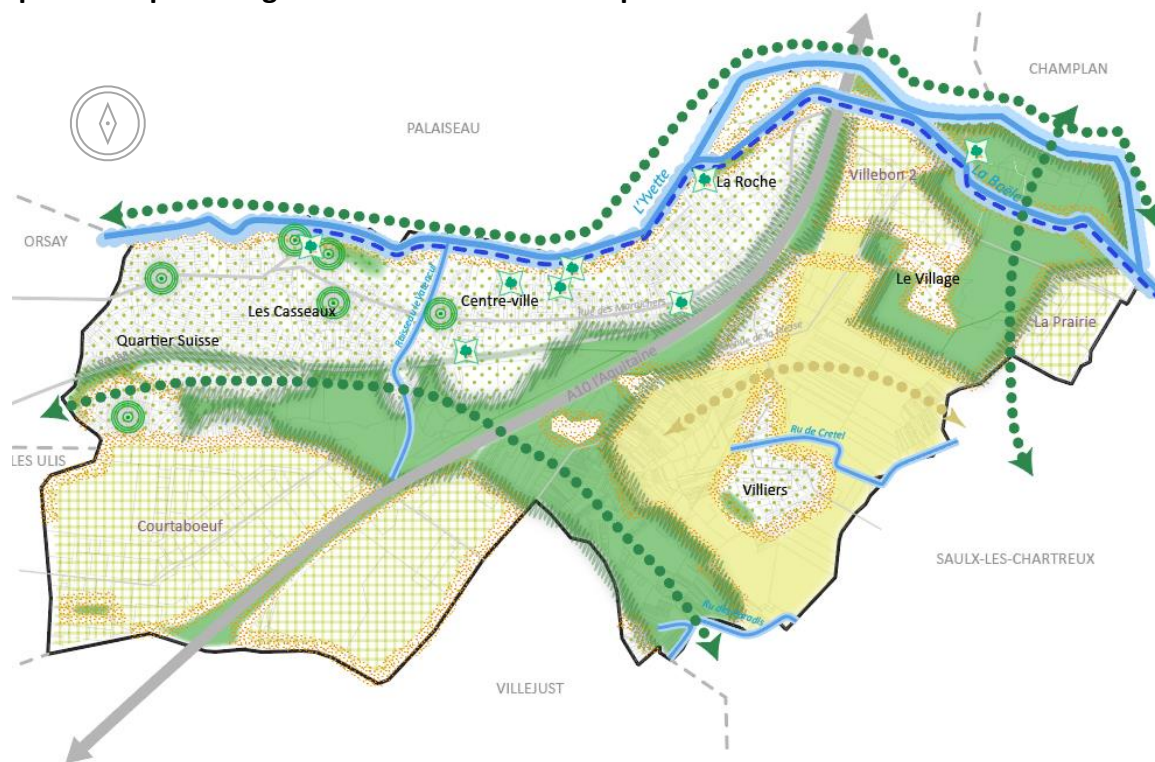 CHAMPLAN
PALAISEAU
L'Yvette
La Roche
Villebon 2
La Boële
ORSAY
Le Village
Centre-ville
Les Casseaux
La Prairie
Quartier Suisse
A10 l'Aquitaine
Ru de Cretel
LES ULIS
Villiers
Courtaboeuf
SAULX-LES-CHARTREUX
VILLEJUST